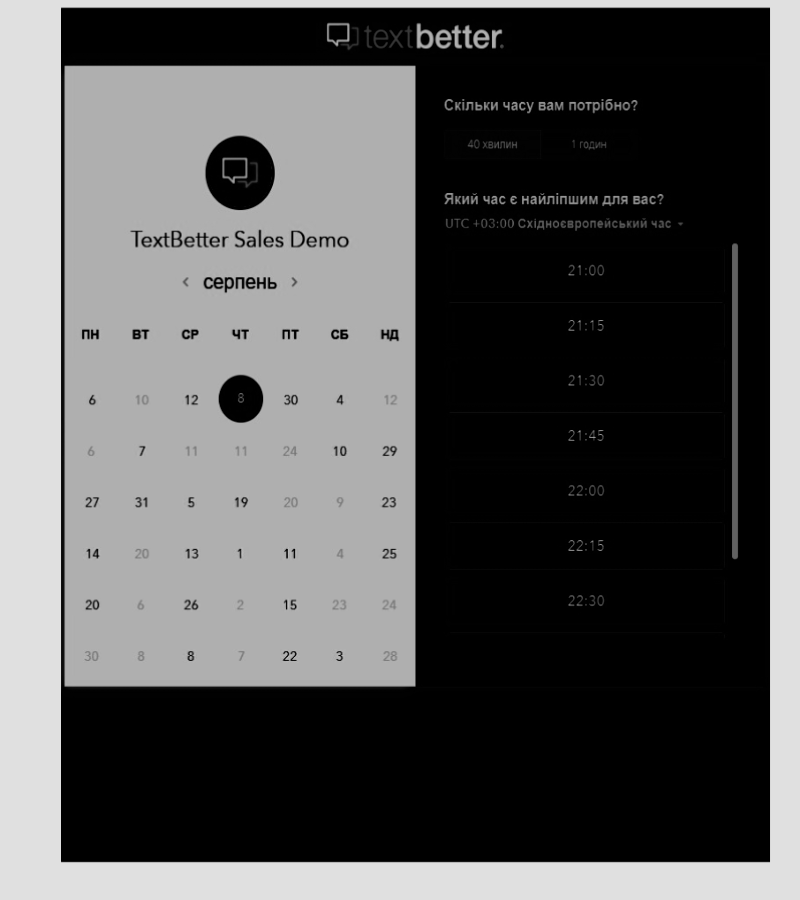 textbetter.
TextBetter Sales Demo
‹ серпень ›
ПН ВТ СР ЧТ ПТ СБ НД
6 10 12 8 30 4 12
6 7 11 11 24 10 29
27 31 5 19 20 9 23
14 20 13 1 11 4 25
20 6 26 2 15 23 24
30 8 8 7 22 3 28
Скільки часу вам потрібно?
40 хвилин 1 годин
Який час є найліпшим для вас?
UTC +03:00 Східноєвропейський час
21:00
21:15
21:30
21:45
22:00
22:15
22:30